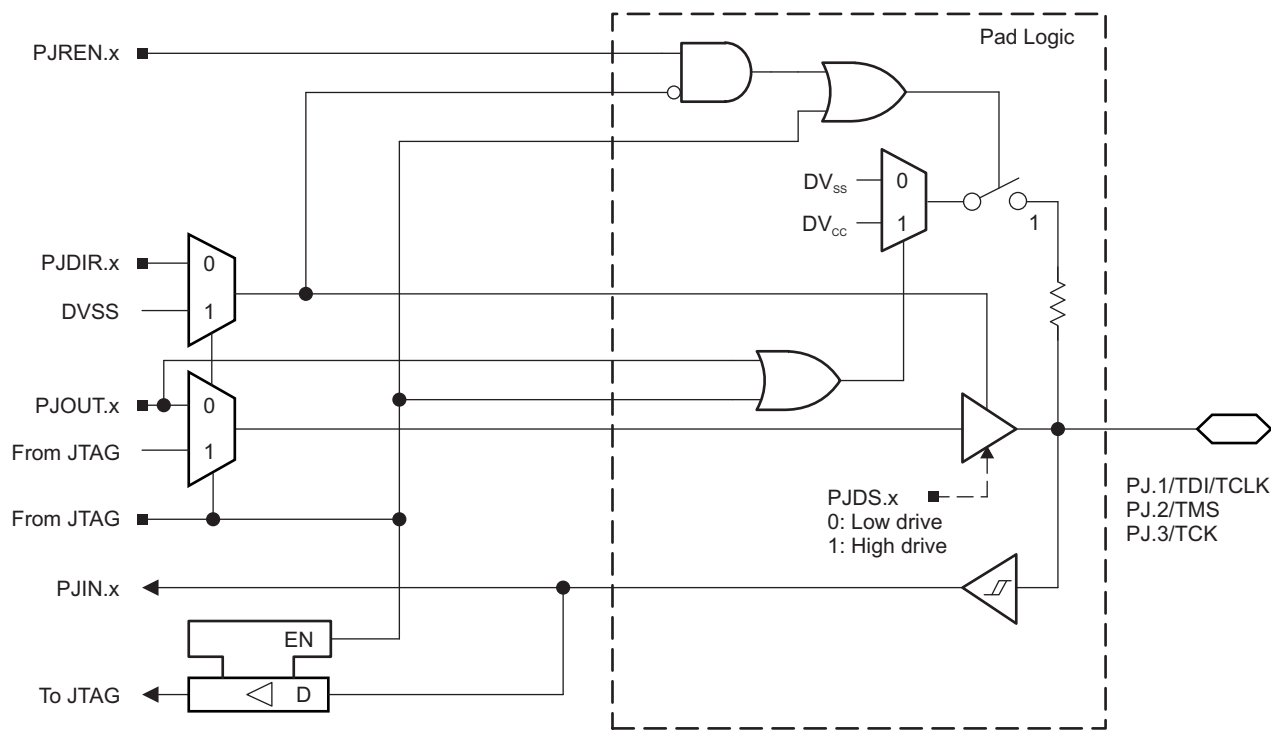 Pad Logic
PJREN.x
DVSS
0
DVCC
1
1
PJDIR.x
0
DVSS
1
PJOUT.x
0
From JTAG
1
PJDS.x
0: Low drive
1: High drive
PJ.1/TDI/TCLK
PJ.2/TMS
PJ.3/TCK
From JTAG
PJIN.x
EN
To JTAG
D